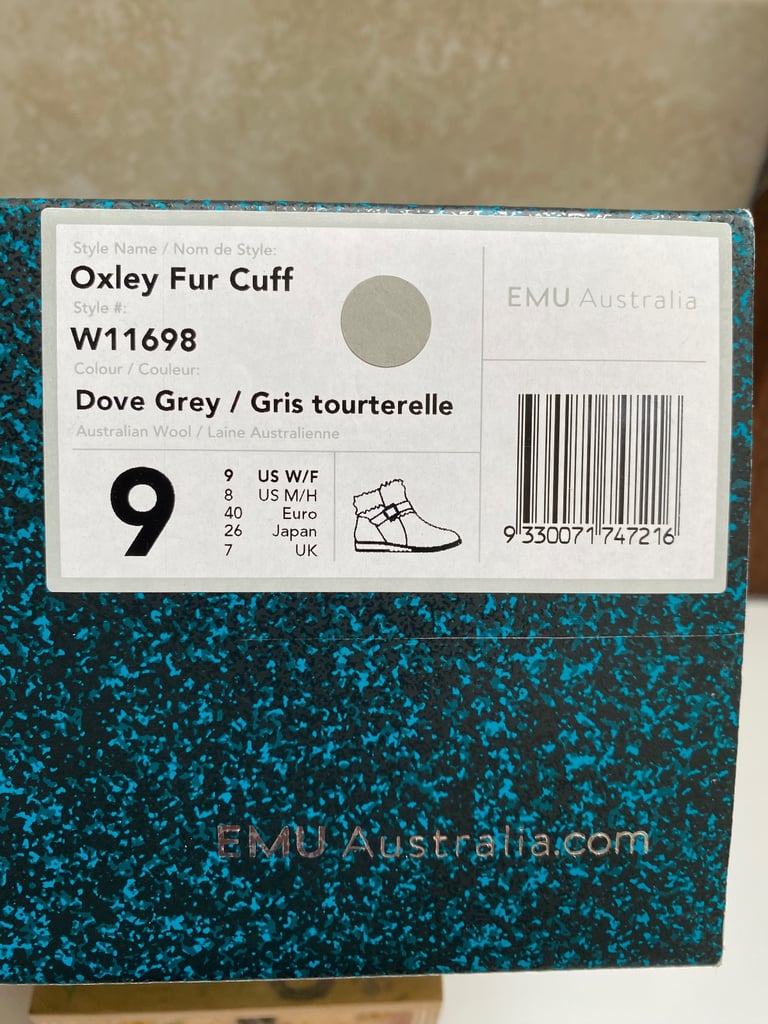 Style Name / Nom de Style:
Oxley Fur Cuff
Style #:
W11698
Colour / Couleur:
Dove Grey / Gris tourterelle
Australian Wool / Laine Australienne
9
9 US W/F
8 US M/H
40 Euro
26 Japan
7 UK
EMU Australia
9 330071 747216
EMU Australia.com